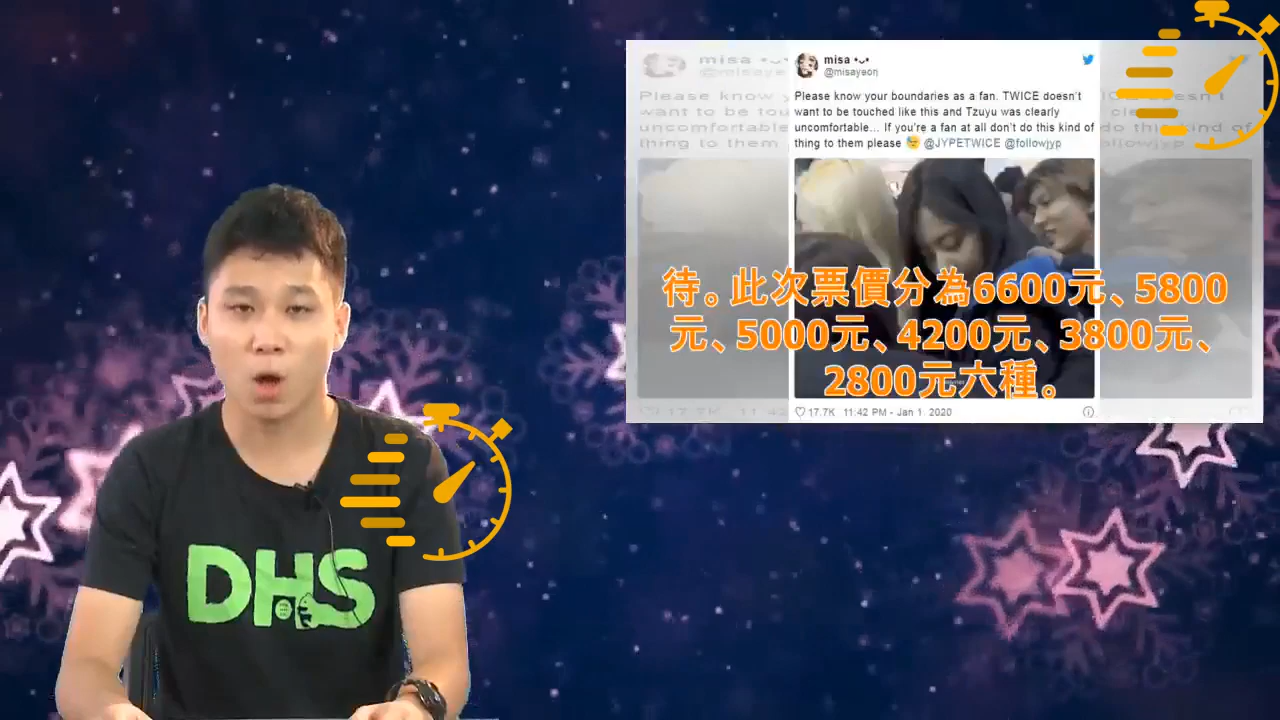 misa •ᴗ•
@misayeon
Please know your boundaries as a fan. TWICE doesn't
want to be touched like this and Tzuyu was clearly
uncomfortable... If you're a fan at all don't do this kind of
thing to them please 😓 @JYPETWICE @followjyp
待。此次票價分為6600元、5800
元、5000元、4200元、3800元、
2800元六種。
17.7K 11:42 PM - Jan 1, 2020
DHS